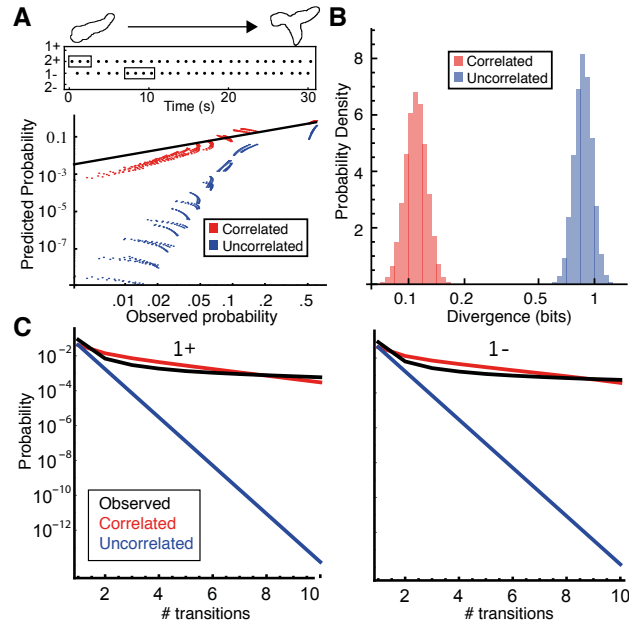 A
1+
2+
1-
2-
0
10
20
30
Time (s)
0.1
10-3
10-5
10-7
Predicted Probability
Correlated
Uncorrelated
.01
.02
.05
.1
.2
.5
Observed probability
B
8
6
4
2
0
Probability Density
Correlated
Uncorrelated
0.1
0.2
0.5
1
Divergence (bits)
C
1+
10-2
10-4
10-6
10-8
10-10
10-12
Probability
Observed
Correlated
Uncorrelated
2
4
6
8
10
# transitions
1-
2
4
6
8
10
# transitions